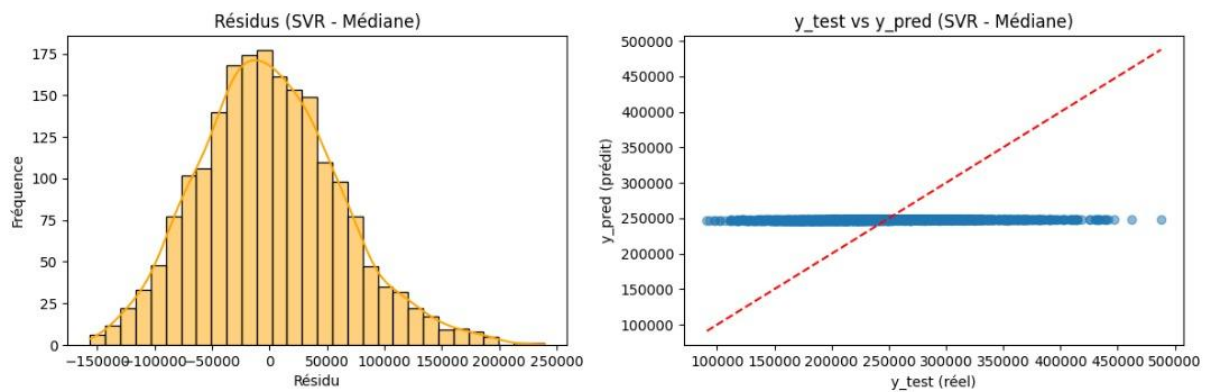 Résidus (SVR - Médiane)
Fréquence
175
150
125
100
75
50
25
0
−150000 −100000 −50000 0 50000 100000 150000 200000 250000
Résidu
y_test vs y_pred (SVR - Médiane)
y_pred (prédit)
500000
450000
400000
350000
300000
250000
200000
150000
100000
100000 150000 200000 250000 300000 350000 400000 450000 500000
y_test (réel)